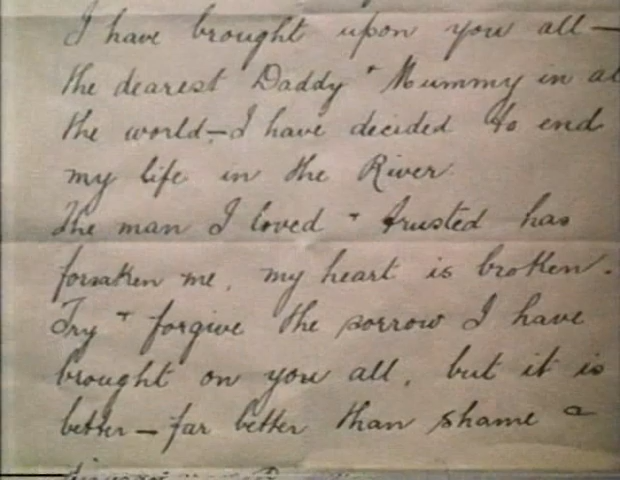 I have brought upon you all—
the dearest Daddy + Mummy in al
the world—I have decided to end
my life in the River.
The man I loved + trusted has
forsaken me, my heart is broken.
Try + forgive the sorrow I have
brought on you all, but it is
better—far better than shame